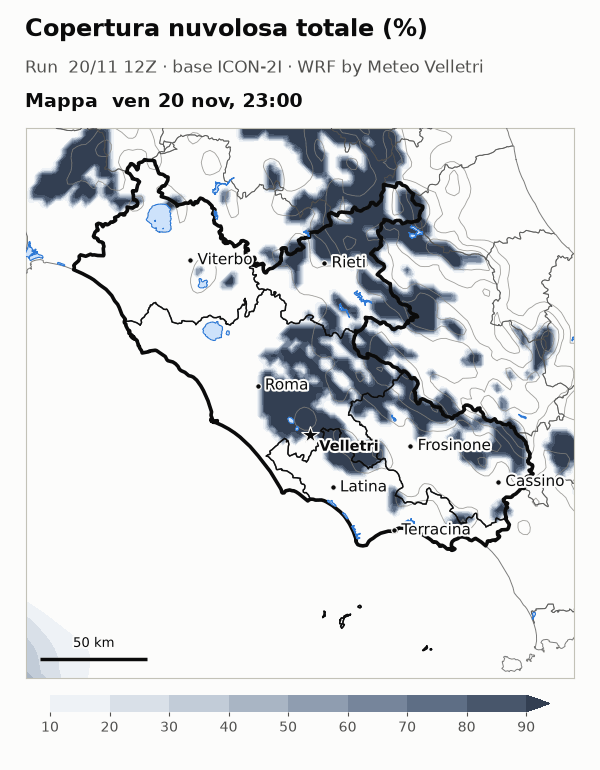 Copertura nuvolosa totale (%)
Run  20/11 12Z · base ICON-2I · WRF by Meteo Velletri
Mappa  ven 20 nov, 23:00
Viterbo
Rieti
Roma
Velletri
Frosinone
Latina
Cassino
Terracina
50 km
10 20 30 40 50 60 70 80 90